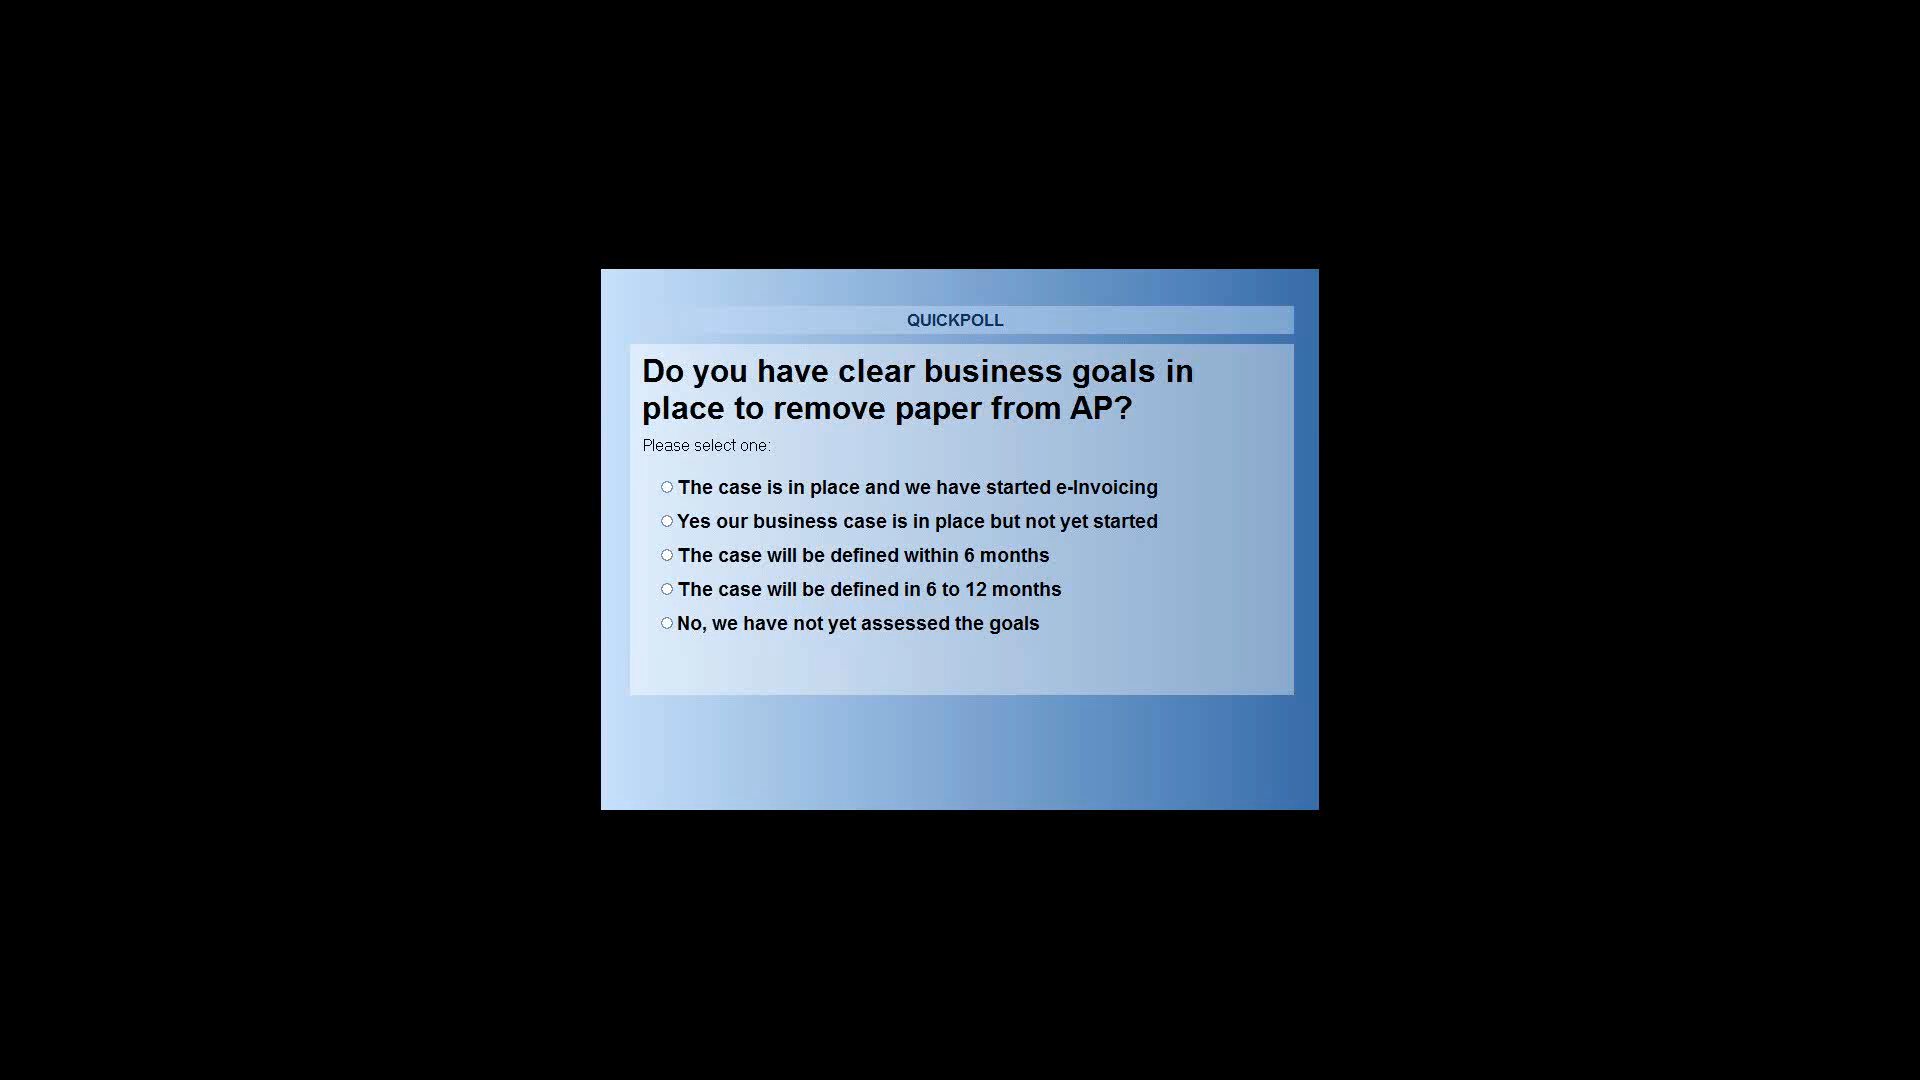 QUICKPOLL
Do you have clear business goals in
place to remove paper from AP?
Please select one:
The case is in place and we have started e-Invoicing
Yes our business case is in place but not yet started
The case will be defined within 6 months
The case will be defined in 6 to 12 months
No, we have not yet assessed the goals